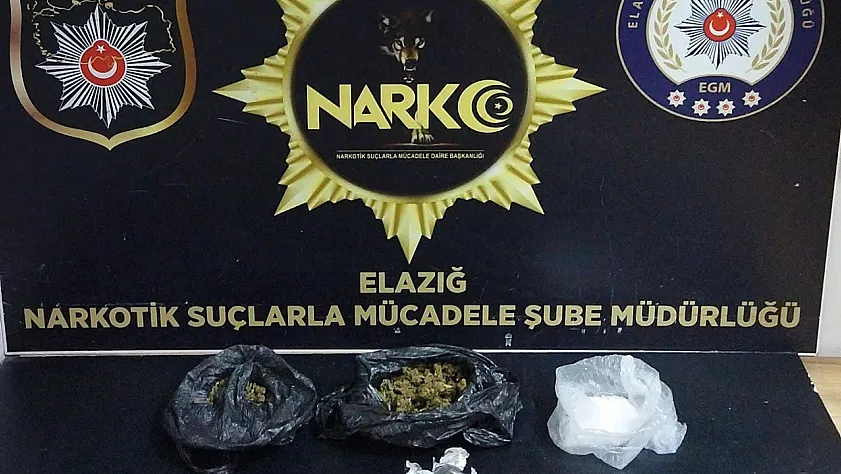 NARKO
NARKOTİK SUÇLARLA MÜCADELE DAİRE BAŞKANLIĞI
EGM
ELAZIĞ
NARKOTİK SUÇLARLA MÜCADELE ŞUBE MÜDÜRLÜĞÜ